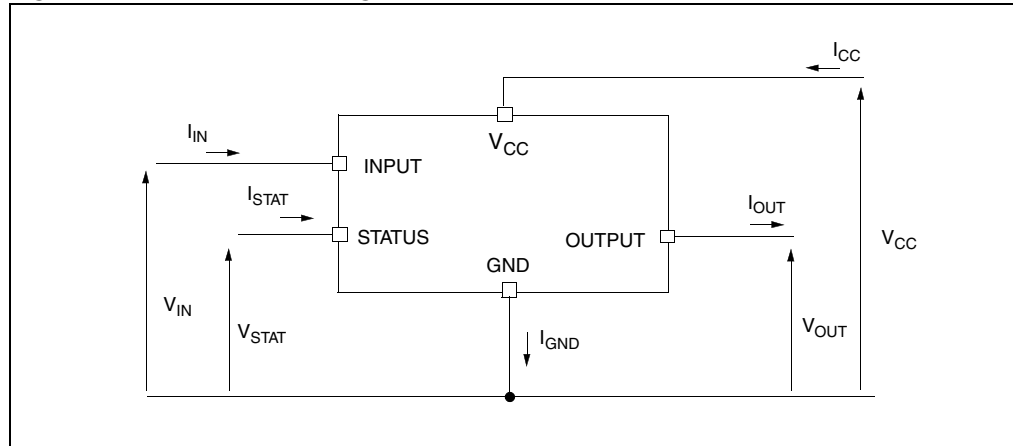 I_CC
V_CC
I_IN
INPUT
I_STAT
STATUS
I_OUT
OUTPUT
V_CC
GND
V_IN
V_STAT
V_OUT
I_GND